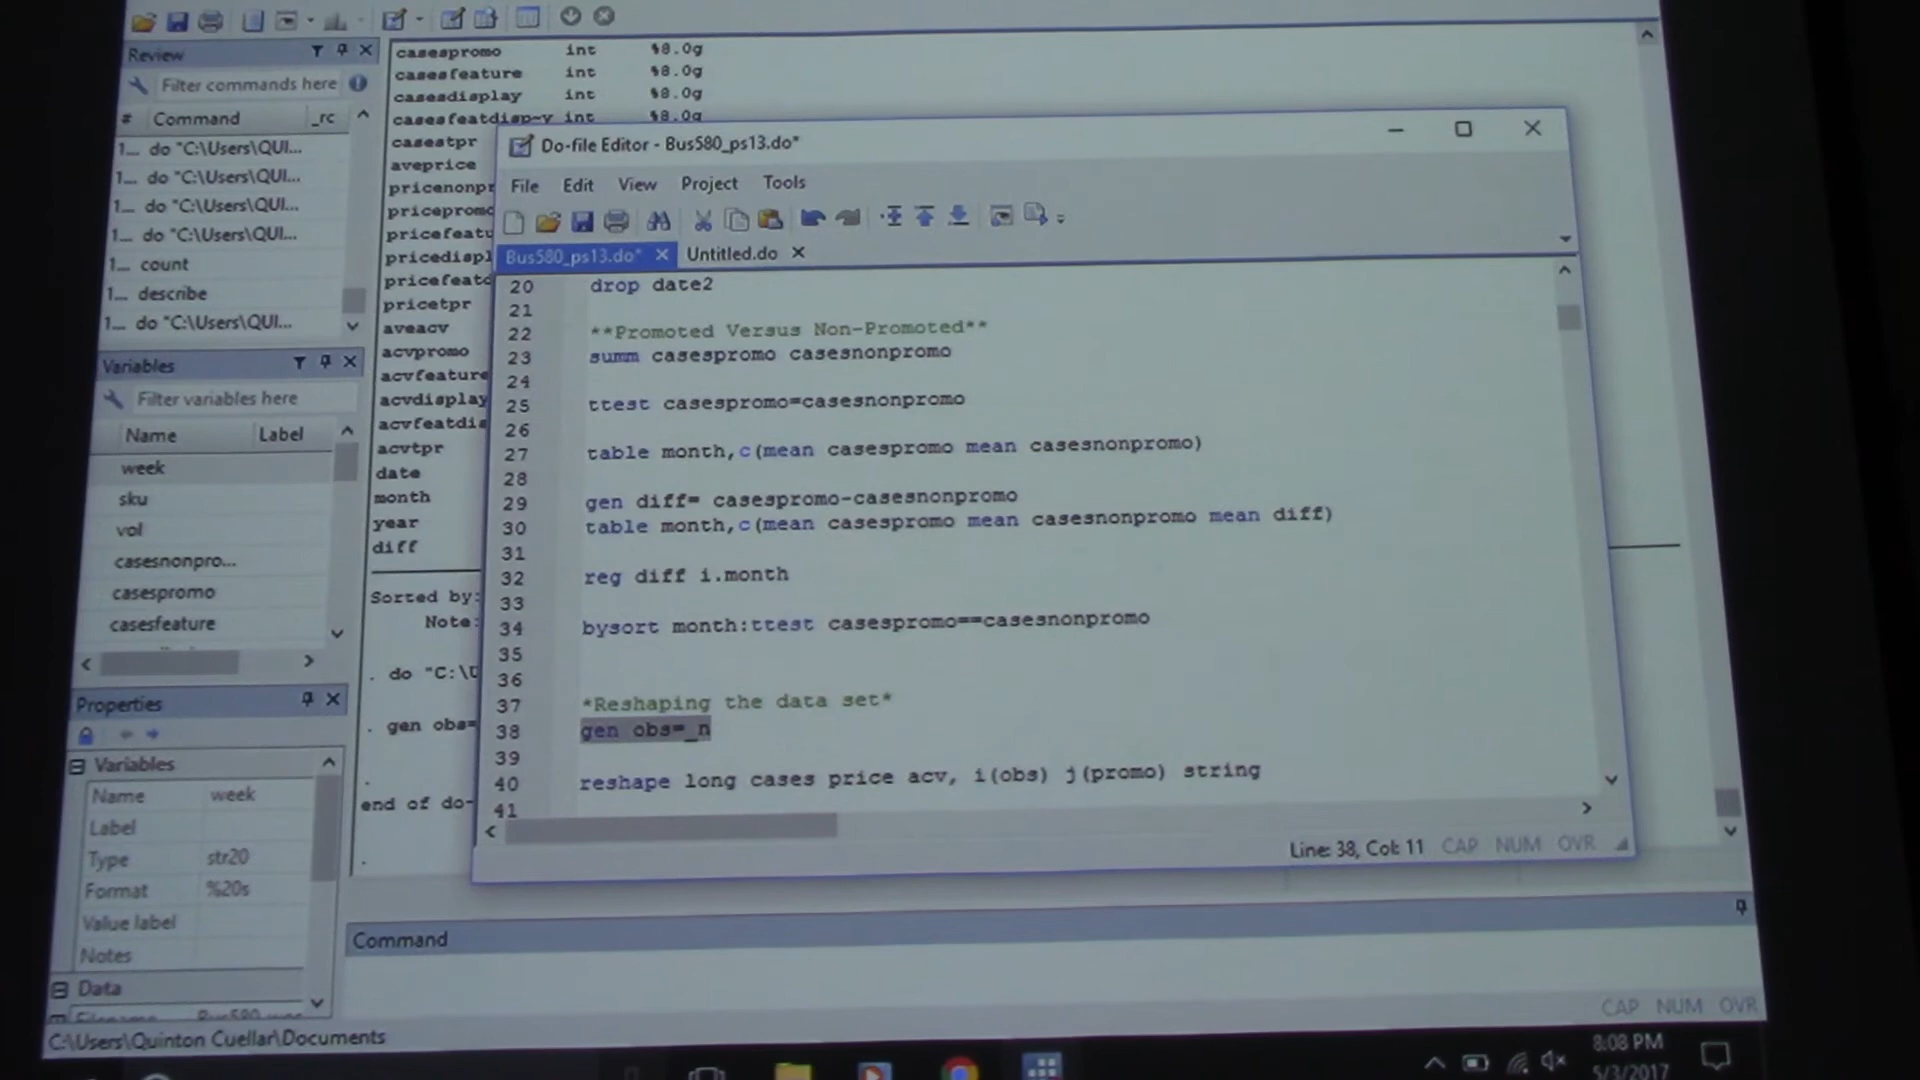 Review
Filter commands here
# Command _rc
1... do "C:\Users\QUI...
1... do "C:\Users\QUI...
1... do "C:\Users\QUI...
1... do "C:\Users\QUI...
1... count
1... describe
1... do "C:\Users\QUI...
Variables
Filter variables here
Name Label
week
sku
vol
casesnonpro...
casespromo
casesfeature
Properties
Variables
Name week
Label
Type str20
Format %20s
Value label
Notes
Data
C:\Users\Quinton Cuellar\Documents
casespromo int %8.0g
casesfeature int %8.0g
casesdisplay int %8.0g
casesfeatdisp~y int %8.0g
casestpr
aveprice
pricenonpr
pricepromo
pricefeatu
pricedispl
pricefeatd
pricetpr
aveacv
acvpromo
acvfeature
acvdisplay
acvfeatdis
acvtpr
date
month
year
diff
Sorted by:
Note:
. do "C:\U
. gen obs=
.
end of do-
.
Do-file Editor - Bus580_ps13.do*
File Edit View Project Tools
Bus580_ps13.do* Untitled.do
20 drop date2
21
22 **Promoted Versus Non-Promoted**
23 summ casespromo casesnonpromo
24
25 ttest casespromo=casesnonpromo
26
27 table month,c(mean casespromo mean casesnonpromo)
28
29 gen diff= casespromo-casesnonpromo
30 table month,c(mean casespromo mean casesnonpromo mean diff)
31
32 reg diff i.month
33
34 bysort month:ttest casespromo==casesnonpromo
35
36
37 *Reshaping the data set*
38 gen obs=_n
39
40 reshape long cases price acv, i(obs) j(promo) string
41
Line: 38, Col: 11 CAP NUM OVR
Command
CAP NUM OVR
8:08 PM
5/3/2017